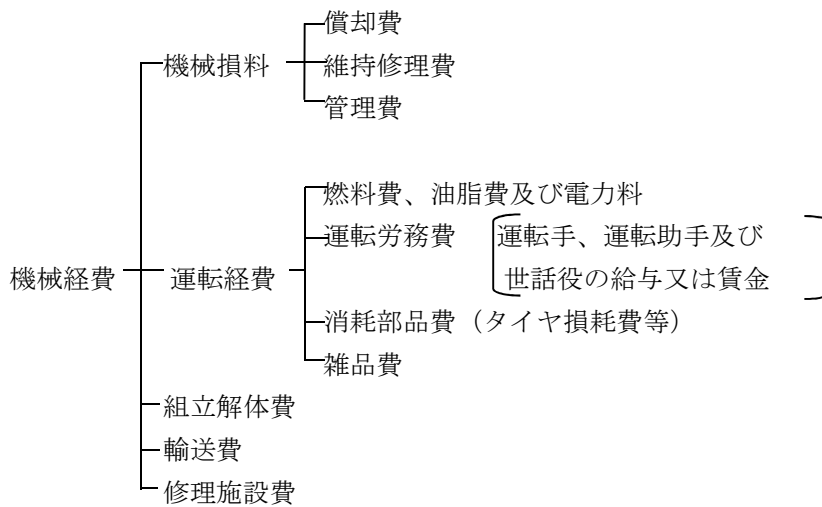 償却費
機械損料 維持修理費
管理費
燃料費、油脂費及び電力料
運転労務費 運転手、運転助手及び
機械経費 運転経費 世話役の給与又は賃金
消耗部品費(タイヤ損耗費等)
雑品費
組立解体費
輸送費
修理施設費